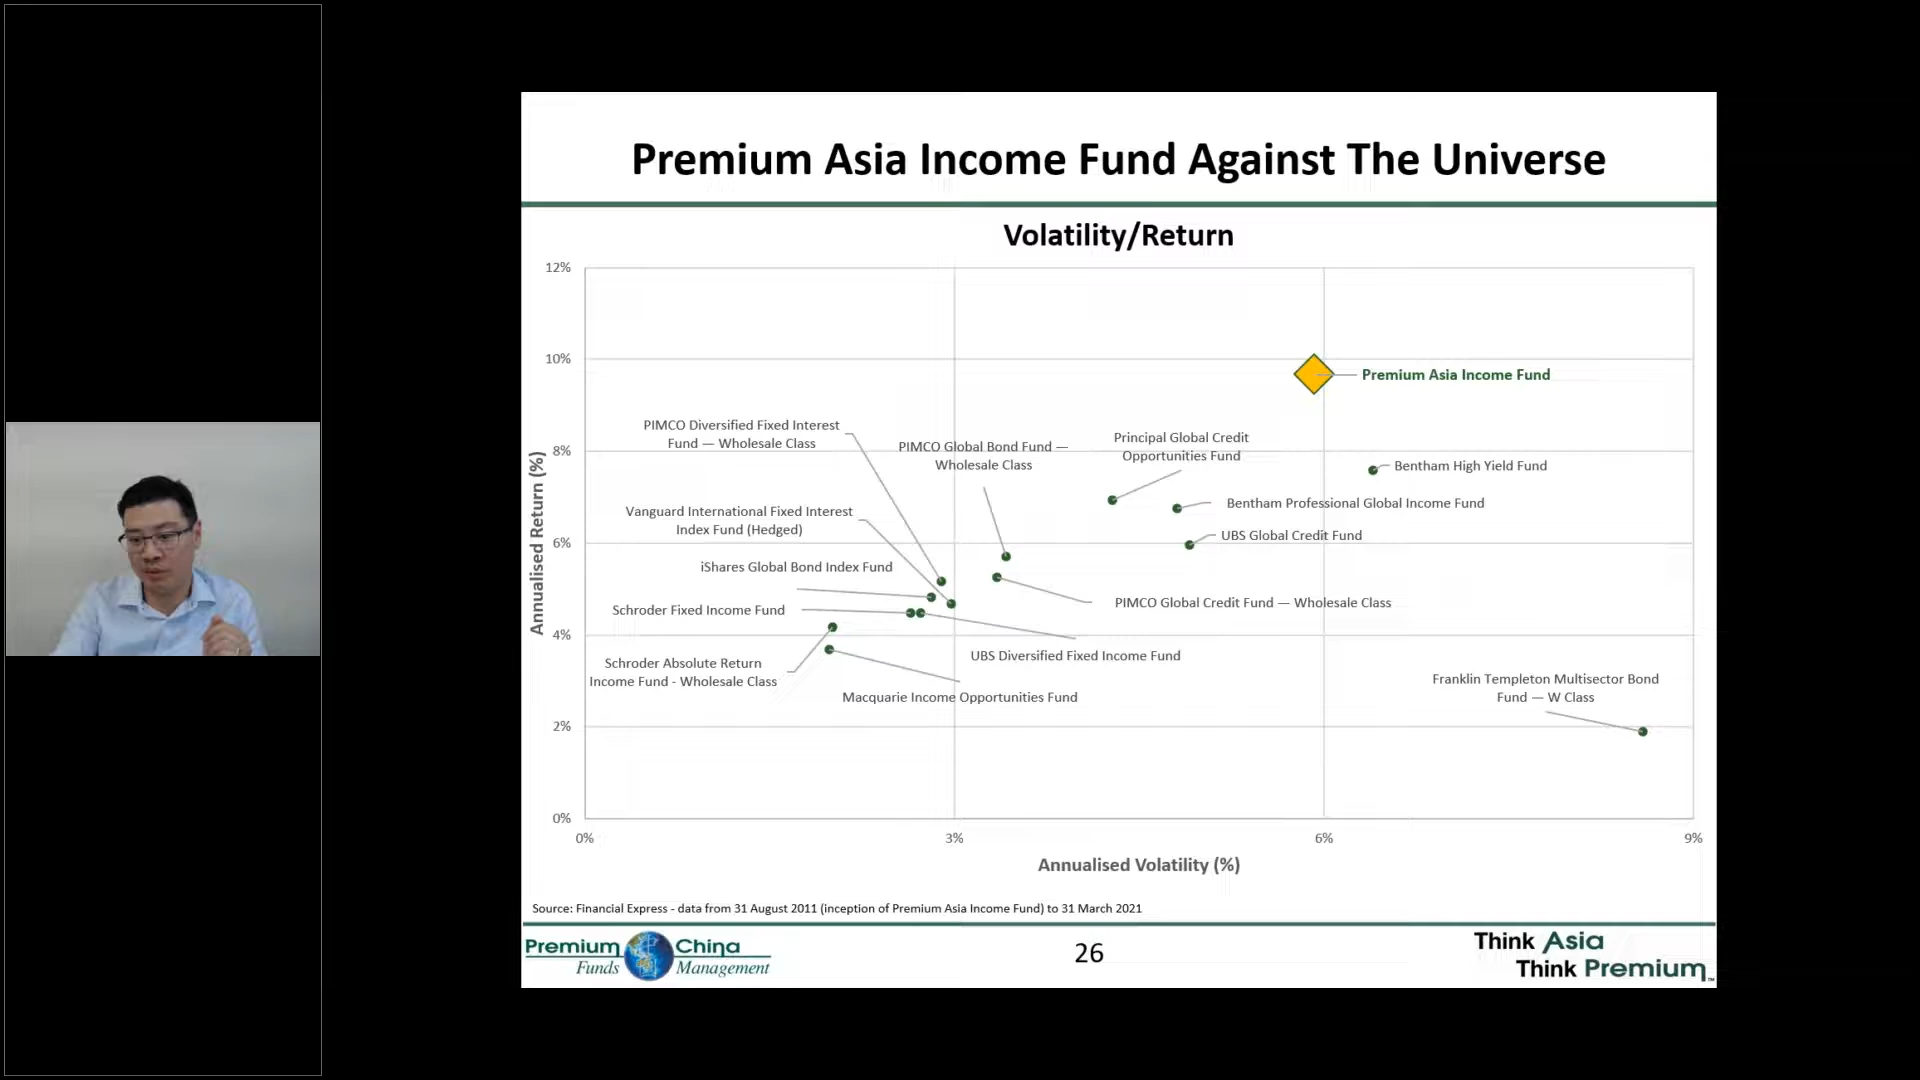 Premium Asia Income Fund Against The Universe
Volatility/Return
12%
10%
8%
6%
4%
2%
0%
0%
3%
6%
9%
Annualised Return (%)
Annualised Volatility (%)
Premium Asia Income Fund
PIMCO Diversified Fixed Interest
Fund — Wholesale Class
PIMCO Global Bond Fund —
Wholesale Class
Principal Global Credit
Opportunities Fund
Bentham High Yield Fund
Bentham Professional Global Income Fund
Vanguard International Fixed Interest
Index Fund (Hedged)
UBS Global Credit Fund
iShares Global Bond Index Fund
PIMCO Global Credit Fund — Wholesale Class
Schroder Fixed Income Fund
UBS Diversified Fixed Income Fund
Schroder Absolute Return
Income Fund - Wholesale Class
Macquarie Income Opportunities Fund
Franklin Templeton Multisector Bond
Fund — W Class
Source: Financial Express - data from 31 August 2011 (inception of Premium Asia Income Fund) to 31 March 2021
Premium China
Funds Management
26
Think Asia
Think Premium™